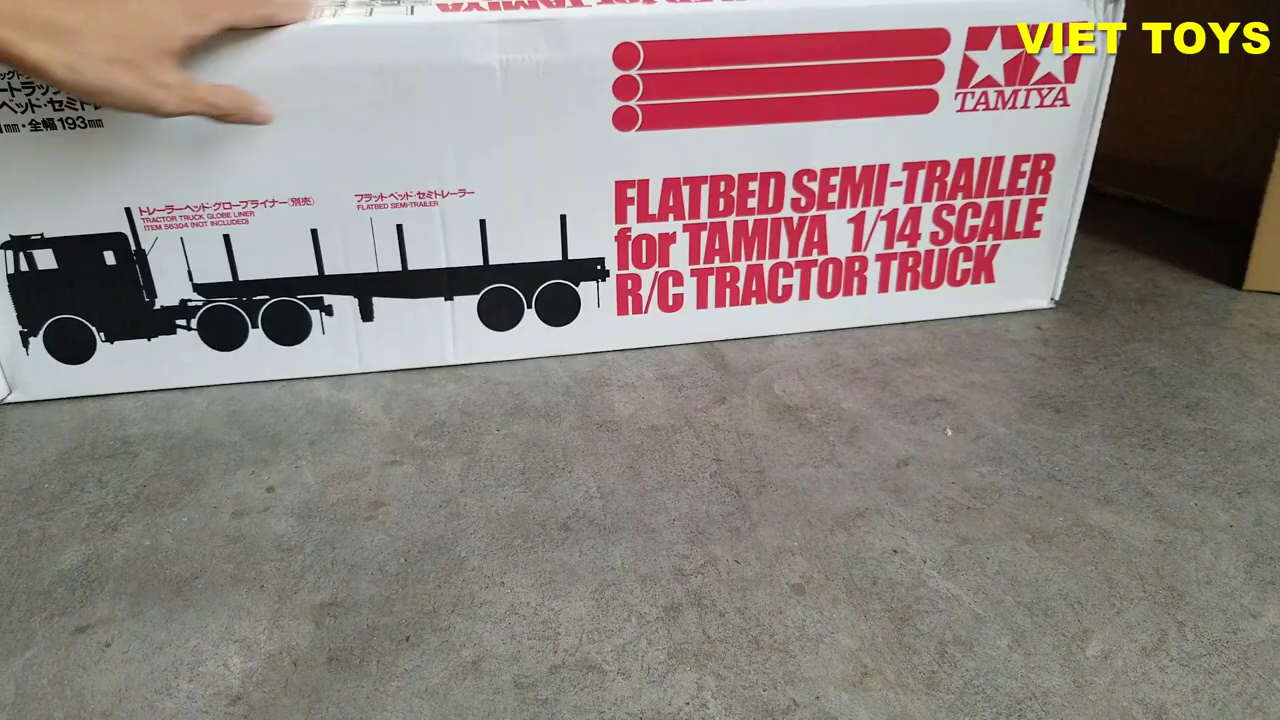 VIET TOYS
TAMIYA
全幅193mm
トレーラーヘッド・グローブライナー(別売)
TRACTOR TRUCK GLOBE LINER
ITEM 56304 (NOT INCLUDED)
フラットベッド・セミトレーラー
FLATBED SEMI-TRAILER
FLATBED SEMI-TRAILER
for TAMIYA 1/14 SCALE
R/C TRACTOR TRUCK